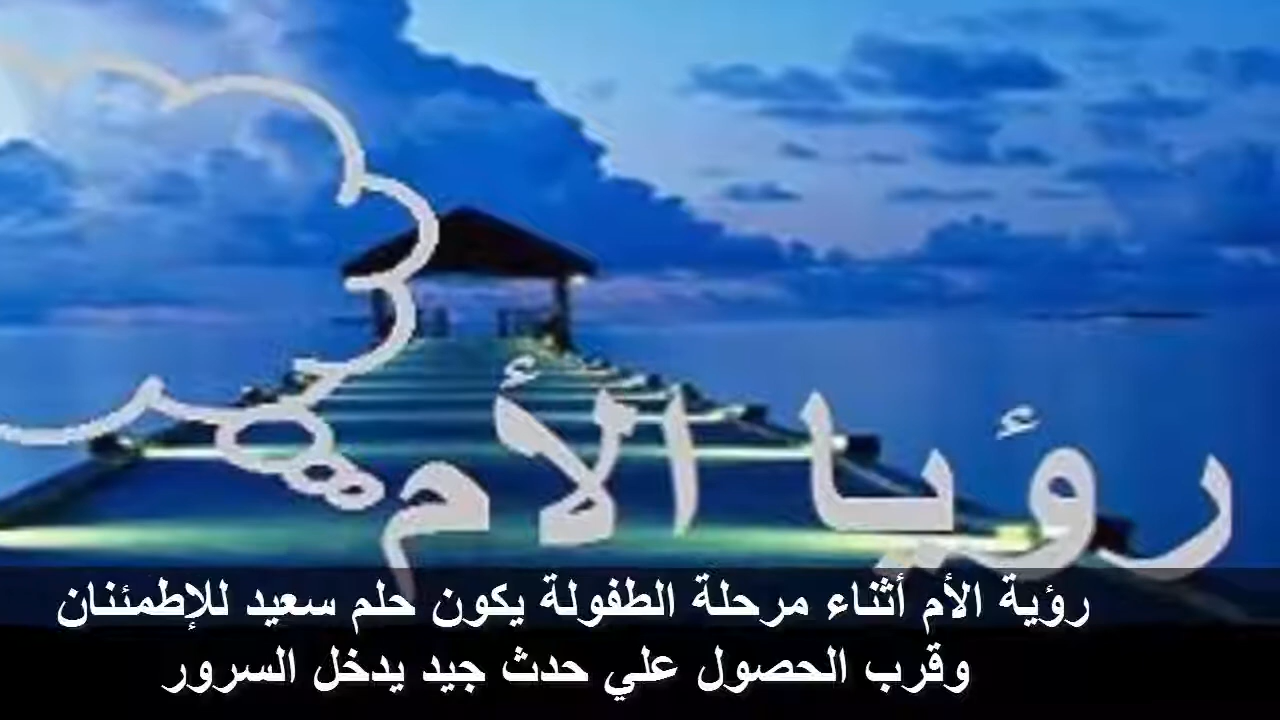 رؤيا الأم
رؤية الأم أثناء مرحلة الطفولة يكون حلم سعيد للإطمئنان
وقرب الحصول علي حدث جيد يدخل السرور